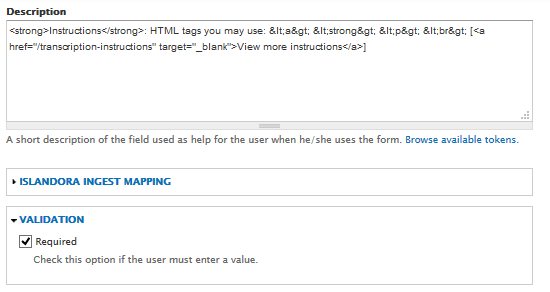 Description
<strong>Instructions</strong>: HTML tags you may use: &lt;a&gt; &lt;strong&gt; &lt;p&gt; &lt;br&gt; [<a
href="/transcription-instructions" target="_blank">View more instructions</a>]
A short description of the field used as help for the user when he/she uses the form. Browse available tokens.
ISLANDORA INGEST MAPPING
VALIDATION
Required
Check this option if the user must enter a value.